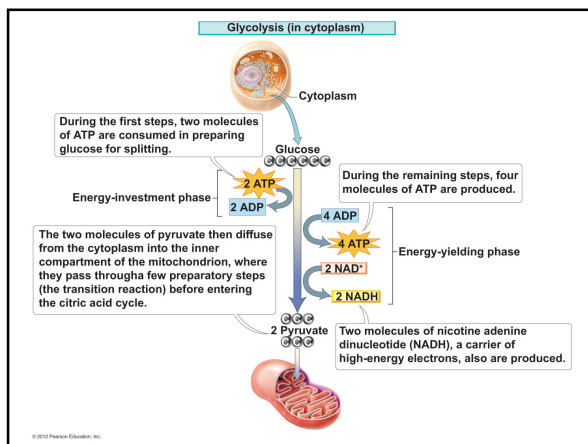 Glycolysis (in cytoplasm)
Cytoplasm
During the first steps, two molecules
of ATP are consumed in preparing
glucose for splitting.
Glucose
C C C C C C
During the remaining steps, four
molecules of ATP are produced.
2 ATP
Energy-investment phase
2 ADP
4 ADP
The two molecules of pyruvate then diffuse
from the cytoplasm into the inner
compartment of the mitochondrion, where
they pass througha few preparatory steps
(the transition reaction) before entering
the citric acid cycle.
4 ATP
Energy-yielding phase
2 NAD+
2 NADH
C C C
2 Pyruvate
C C C
Two molecules of nicotine adenine
dinucleotide (NADH), a carrier of
high-energy electrons, also are produced.
© 2012 Pearson Education, Inc.